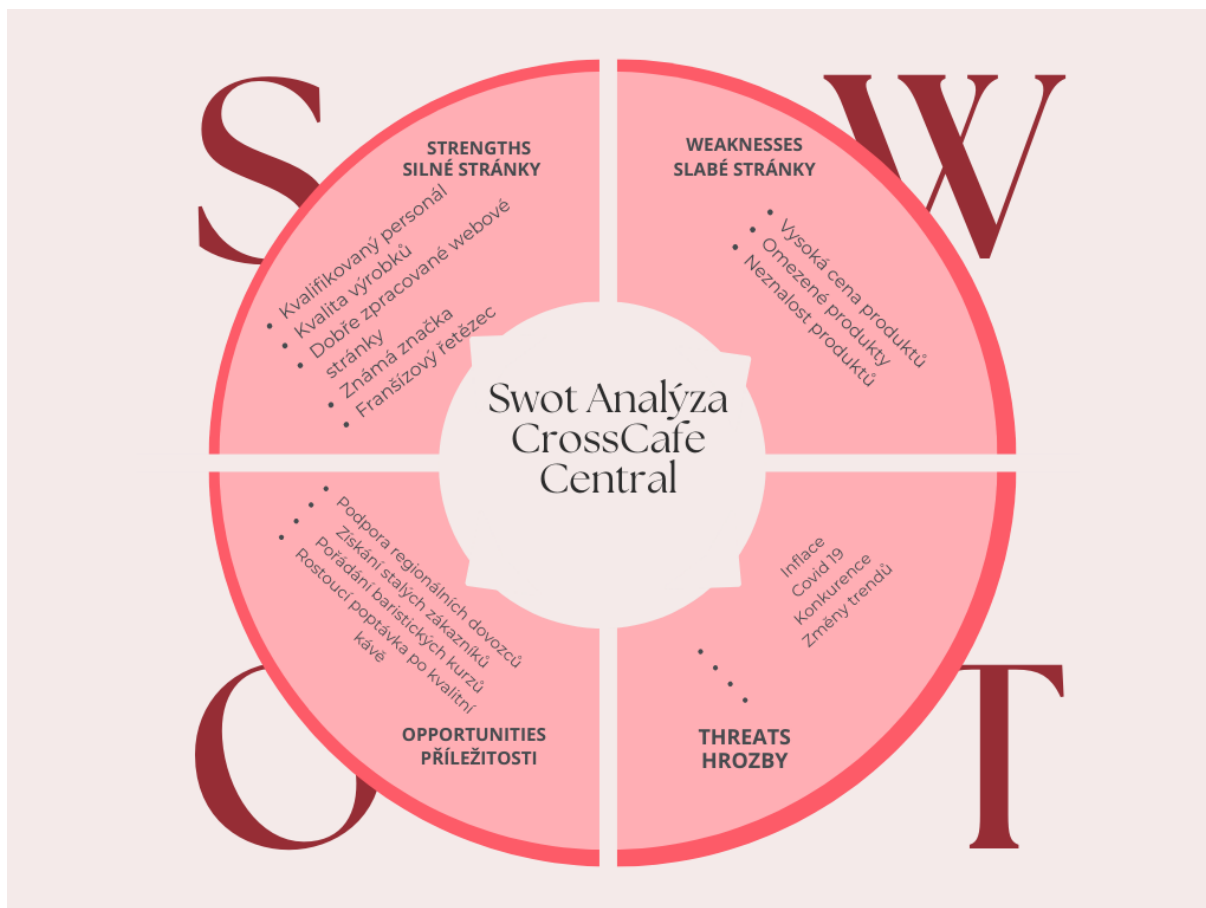 S
STRENGTHS
SILNÉ STRÁNKY
• Kvalifikovaný personál
• Kvalita výrobků
• Dobře zpracované webové
stránky
• Známá značka
• Franšízový řetězec
W
WEAKNESSES
SLABÉ STRÁNKY
• Vysoká cena produktů
• Omezené produkty
• Neznalost produktů
Swot Analýza
CrossCafe
Central
O
• Podpora regionálních dovozců
• Získání stalých zákazníků
• Pořádání baristických kurzů
• Rostoucí poptávka po kvalitní
kávě
OPPORTUNITIES
PŘÍLEŽITOSTI
T
• Inflace
• Covid 19
• Konkurence
• Změny trendů
THREATS
HROZBY